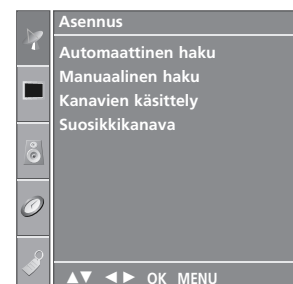 Asennus
Automaattinen haku
Manuaalinen haku
Kanavien käsittely
Suosikkikanava
▲▼ ◄► OK MENU